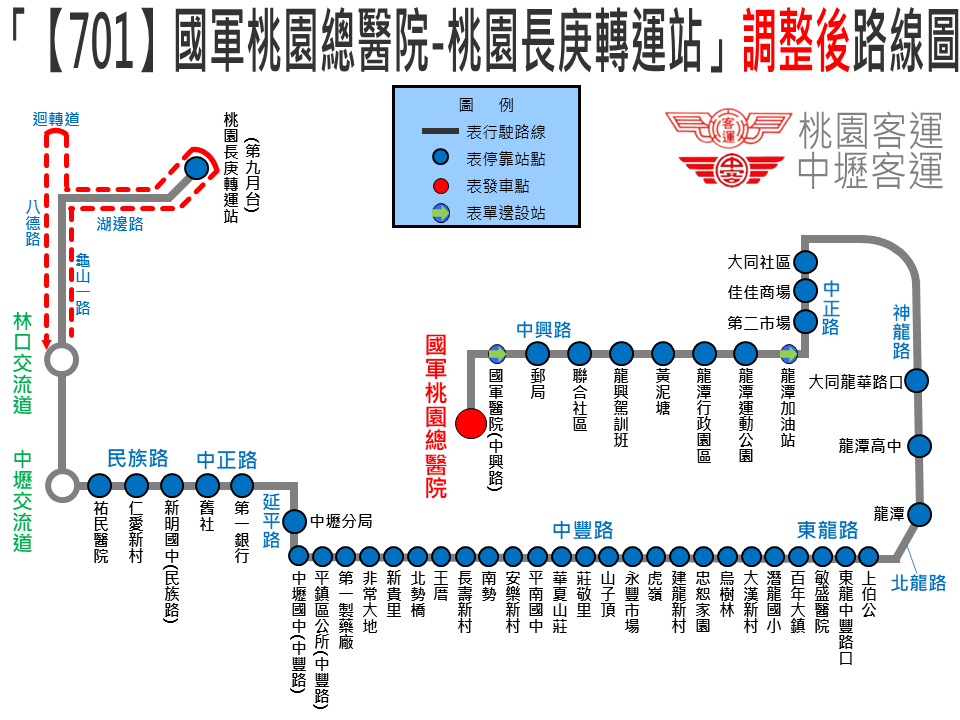 「【701】國軍桃園總醫院-桃園長庚轉運站」調整後路線圖
圖 例
表行駛路線
表停靠站點
表發車點
表單邊設站
客運
桃園客運
中壢客運
迴轉道
八德路
湖邊路
龜山一路
桃園長庚轉運站
(第九月台)
林口交流道
中壢交流道
大同社區
佳佳商場
第二市場
中正路
神龍路
中興路
國軍桃園總醫院
國軍醫院(中興路)
郵局
聯合社區
龍興駕訓班
黃泥塘
龍潭行政園區
龍潭運動公園
龍潭加油站
大同龍華路口
龍潭高中
龍潭
北龍路
民族路
中正路
延平路
祐民醫院
仁愛新村
新明國中(民族路)
舊社
第一銀行
中壢分局
中豐路
東龍路
中壢國中(中豐路)
平鎮區公所(中豐路)
第一製藥廠
非常大地
新貴里
北勢橋
王厝
長壽新村
南勢
安樂新村
平南國中
華夏山莊
莊敬里
山子頂
永豐市場
虎嶺
建龍新村
忠恕家園
烏樹林
大漢新村
潛龍國小
百年大鎮
敏盛醫院
東龍中豐路口
上伯公